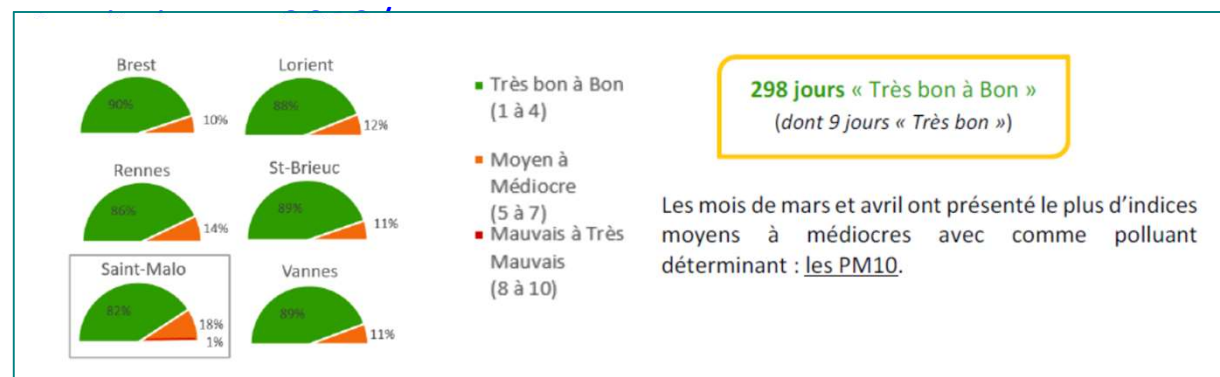 Brest
Lorient
90%
10%
88%
12%
Rennes
St-Brieuc
86%
14%
89%
11%
Saint-Malo
Vannes
82%
18%
1%
89%
11%
Très bon à Bon
(1 à 4)
Moyen à
Médiocre
(5 à 7)
Mauvais à Très
Mauvais
(8 à 10)
298 jours « Très bon à Bon »
(dont 9 jours « Très bon »)
Les mois de mars et avril ont présenté le plus d'indices
moyens à médiocres avec comme polluant
déterminant : les PM10.